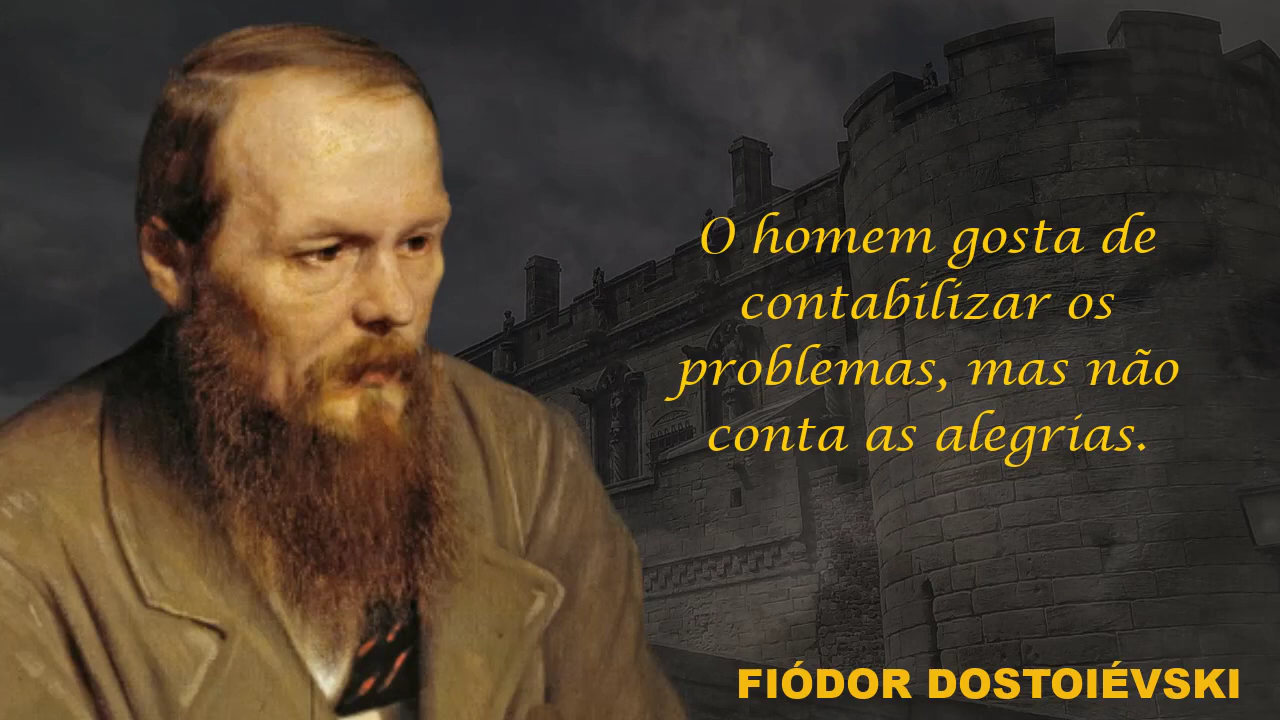 O homem gosta de
contabilizar os
problemas, mas não
conta as alegrias.
FIÓDOR DOSTOIÉVSKI